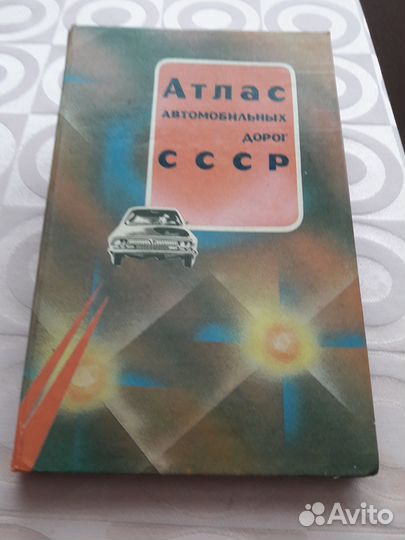 Атлас
автомобильных
дорог
СССР
Avito